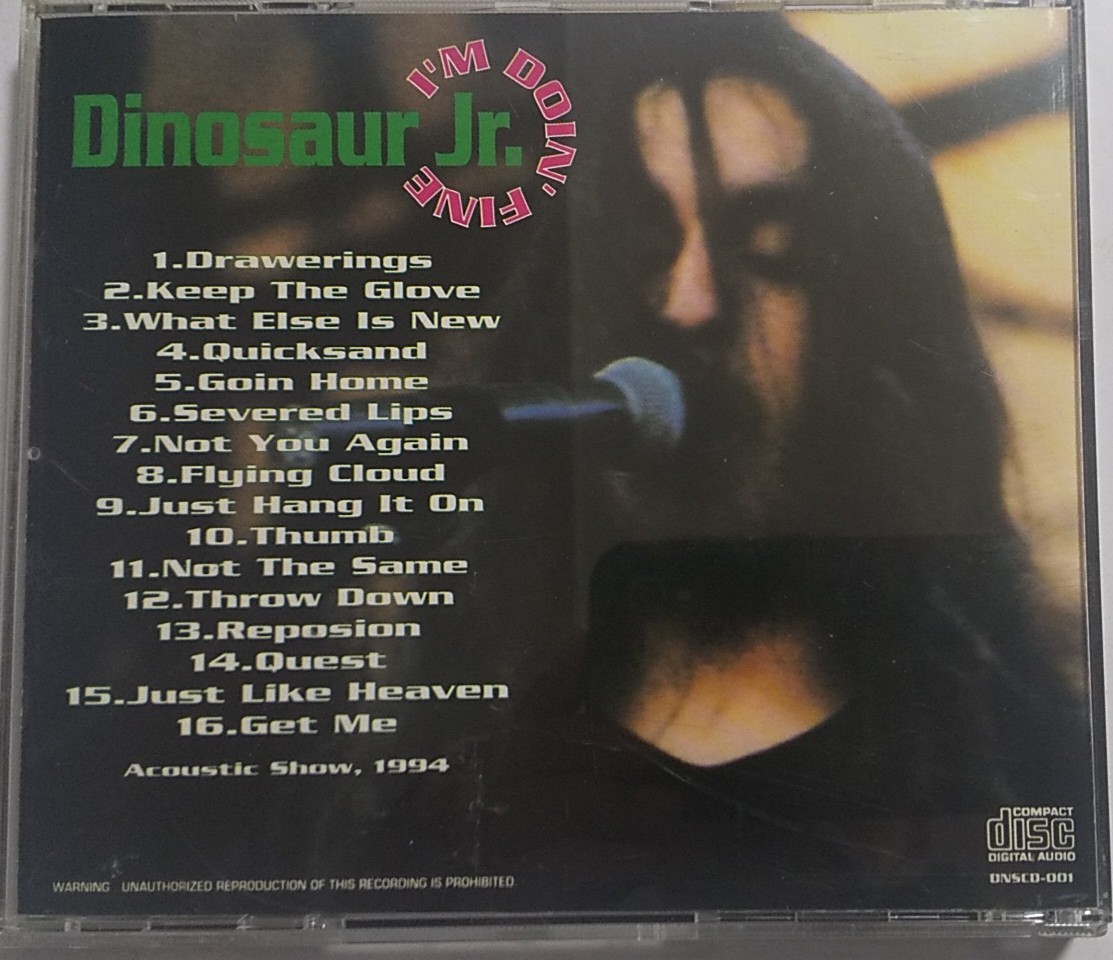 I'M DOIN' FINE
Dinosaur Jr.
1.Drawerings
2.Keep The Glove
3.What Else Is New
4.Quicksand
5.Goin Home
6.Severed Lips
7.Not You Again
8.Flying Cloud
9.Just Hang It On
10.Thumb
11.Not The Same
12.Throw Down
13.Reposion
14.Quest
15.Just Like Heaven
16.Get Me
Acoustic Show, 1994
WARNING UNAUTHORIZED REPRODUCTION OF THIS RECORDING IS PROHIBITED
COMPACT
disc
DIGITAL AUDIO
DNSCD-001